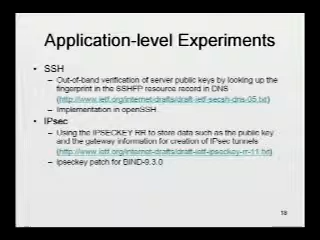 Application-level Experiments
• SSH
– Out-of-band verification of server public keys by looking up the
fingerprint in the SSHFP resource record in DNS
(http://www.ietf.org/internet-drafts/draft-ietf-secsh-dns-05.txt)
– Implementation in openSSH.
• IPsec
– Using the IPSECKEY RR to store data such as the public key
and the gateway information for creation of IPsec tunnels
(http://www.ietf.org/internet-drafts/draft-ietf-ipseckey-rr-11.txt)
– Ipseckey patch for BIND-9.3.0
18